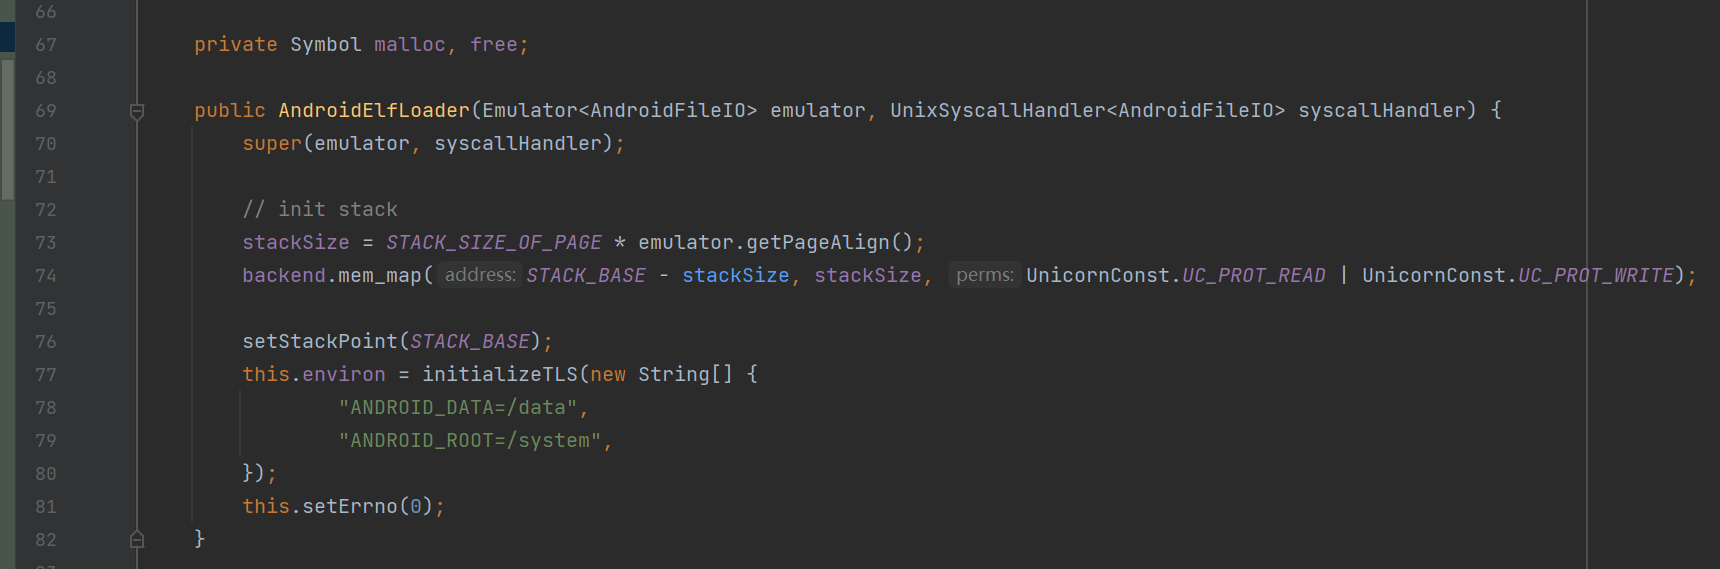 66
67 private Symbol malloc, free;
68
69 public AndroidElfLoader(Emulator<AndroidFileIO> emulator, UnixSyscallHandler<AndroidFileIO> syscallHandler) {
70 super(emulator, syscallHandler);
71
72 // init stack
73 stackSize = STACK_SIZE_OF_PAGE * emulator.getPageAlign();
74 backend.mem_map( address: STACK_BASE - stackSize, stackSize, perms: UnicornConst.UC_PROT_READ | UnicornConst.UC_PROT_WRITE);
75
76 setStackPoint(STACK_BASE);
77 this.environ = initializeTLS(new String[] {
78 "ANDROID_DATA=/data",
79 "ANDROID_ROOT=/system",
80 });
81 this.setErrno(0);
82 }